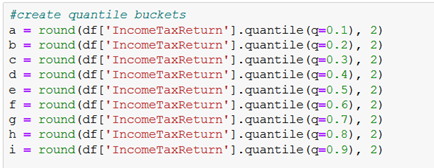 #create quantile buckets
a = round(df['IncomeTaxReturn'].quantile(q=0.1), 2)
b = round(df['IncomeTaxReturn'].quantile(q=0.2), 2)
c = round(df['IncomeTaxReturn'].quantile(q=0.3), 2)
d = round(df['IncomeTaxReturn'].quantile(q=0.4), 2)
e = round(df['IncomeTaxReturn'].quantile(q=0.5), 2)
f = round(df['IncomeTaxReturn'].quantile(q=0.6), 2)
g = round(df['IncomeTaxReturn'].quantile(q=0.7), 2)
h = round(df['IncomeTaxReturn'].quantile(q=0.8), 2)
i = round(df['IncomeTaxReturn'].quantile(q=0.9), 2)